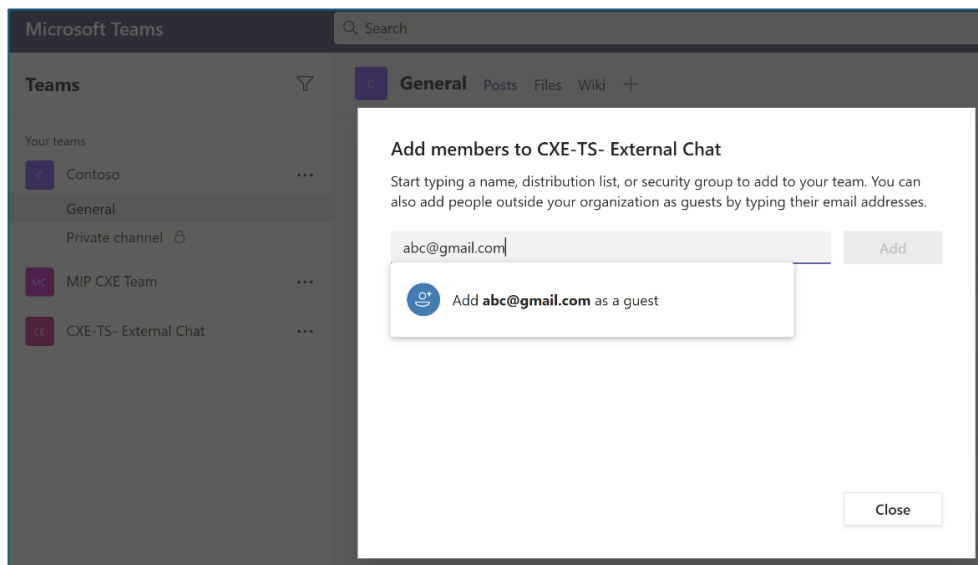 Microsoft Teams
Search
Teams
C
General Posts Files Wiki
Your teams
C Contoso
General
Private channel
MC MIP CXE Team
CE CXE-TS- External Chat
Add members to CXE-TS- External Chat
Start typing a name, distribution list, or security group to add to your team. You can
also add people outside your organization as guests by typing their email addresses.
abc@gmail.com
Add
Add abc@gmail.com as a guest
Close